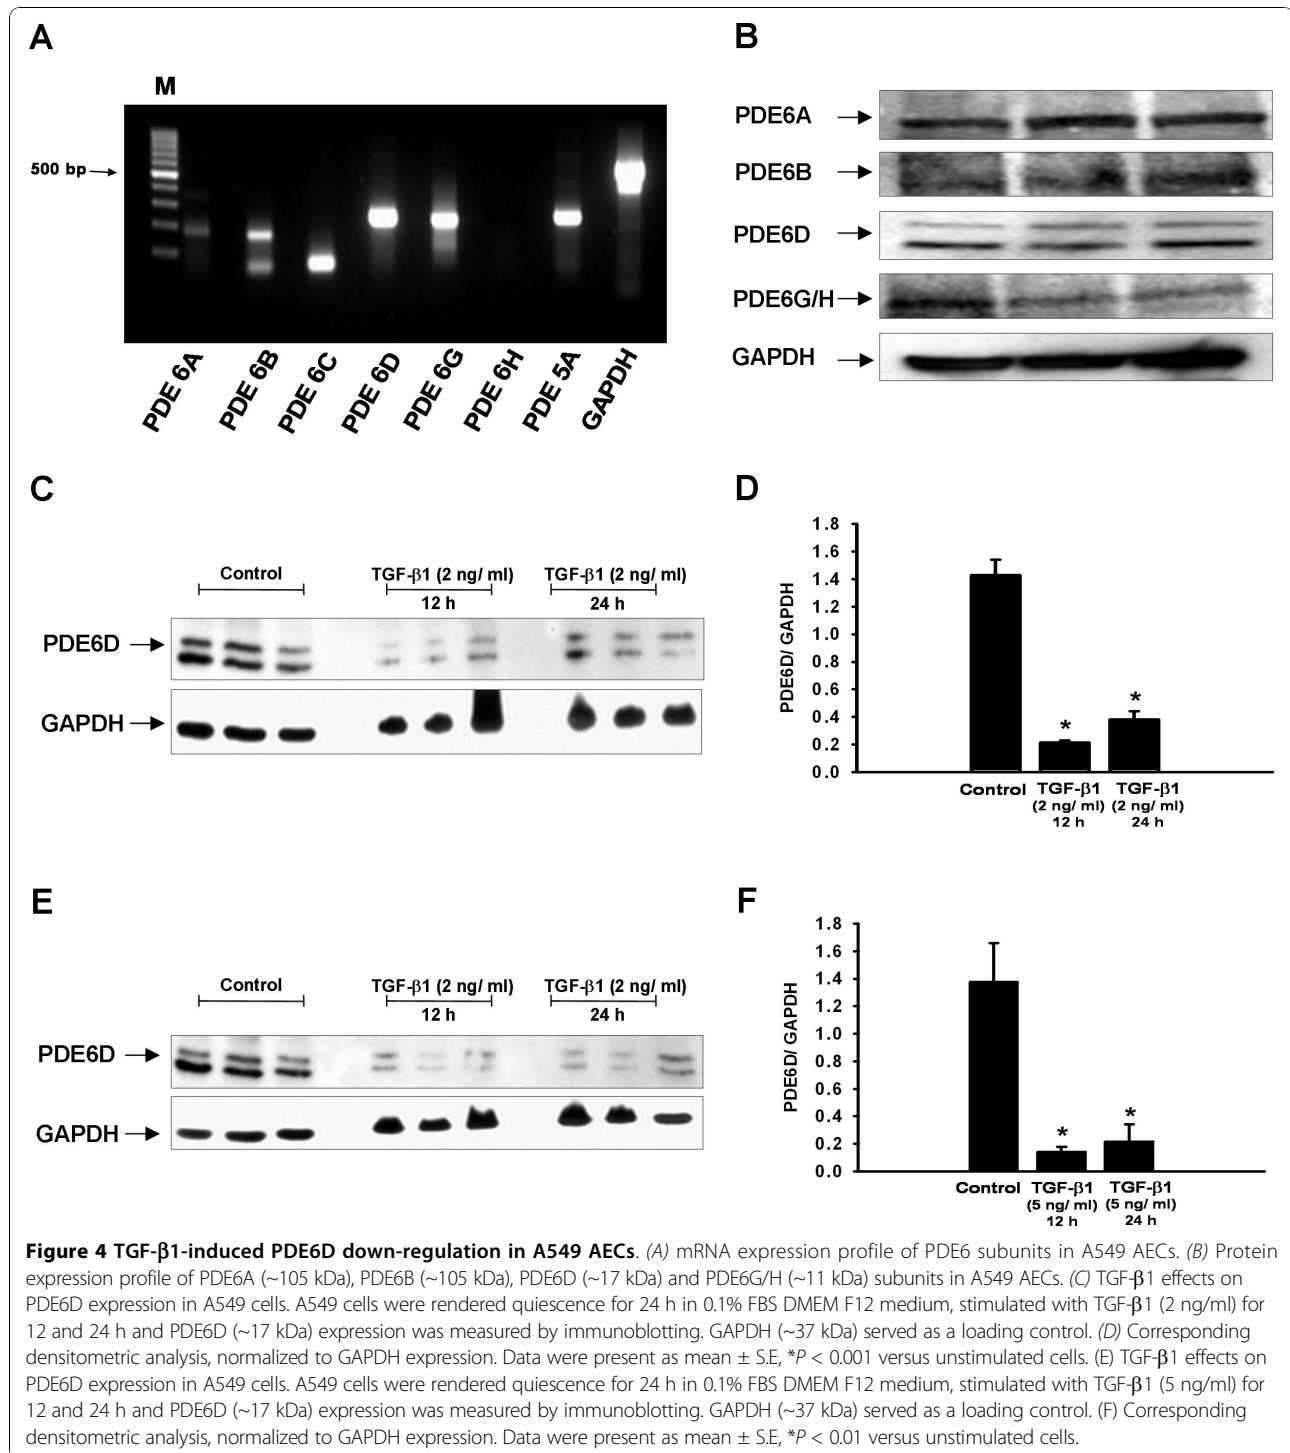 A
M
500 bp
PDE 6A
PDE 6B
PDE 6C
PDE 6D
PDE 6G
PDE 6H
PDE 5A
GAPDH
B
PDE6A
PDE6B
PDE6D
PDE6G/H
GAPDH
C
Control
TGF-β1 (2 ng/ ml)
12 h
TGF-β1 (2 ng/ ml)
24 h
PDE6D
GAPDH
D
PDE6D/ GAPDH
1.8
1.6
1.4
1.2
1.0
0.8
0.6
0.4
0.2
0.0
*
*
Control
TGF-β1
(2 ng/ ml)
12 h
TGF-β1
(2 ng/ ml)
24 h
E
Control
TGF-β1 (2 ng/ ml)
12 h
TGF-β1 (2 ng/ ml)
24 h
PDE6D
GAPDH
F
PDE6D/ GAPDH
1.8
1.6
1.4
1.2
1.0
0.8
0.6
0.4
0.2
0.0
*
*
Control
TGF-β1
(5 ng/ ml)
12 h
TGF-β1
(5 ng/ ml)
24 h
Figure 4 TGF-β1-induced PDE6D down-regulation in A549 AECs. (A) mRNA expression profile of PDE6 subunits in A549 AECs. (B) Protein
expression profile of PDE6A (~105 kDa), PDE6B (~105 kDa), PDE6D (~17 kDa) and PDE6G/H (~11 kDa) subunits in A549 AECs. (C) TGF-β1 effects on
PDE6D expression in A549 cells. A549 cells were rendered quiescence for 24 h in 0.1% FBS DMEM F12 medium, stimulated with TGF-β1 (2 ng/ml) for
12 and 24 h and PDE6D (~17 kDa) expression was measured by immunoblotting. GAPDH (~37 kDa) served as a loading control. (D) Corresponding
densitometric analysis, normalized to GAPDH expression. Data were present as mean ± S.E, *P < 0.001 versus unstimulated cells. (E) TGF-β1 effects on
PDE6D expression in A549 cells. A549 cells were rendered quiescence for 24 h in 0.1% FBS DMEM F12 medium, stimulated with TGF-β1 (5 ng/ml) for
12 and 24 h and PDE6D (~17 kDa) expression was measured by immunoblotting. GAPDH (~37 kDa) served as a loading control. (F) Corresponding
densitometric analysis, normalized to GAPDH expression. Data were present as mean ± S.E, *P < 0.01 versus unstimulated cells.